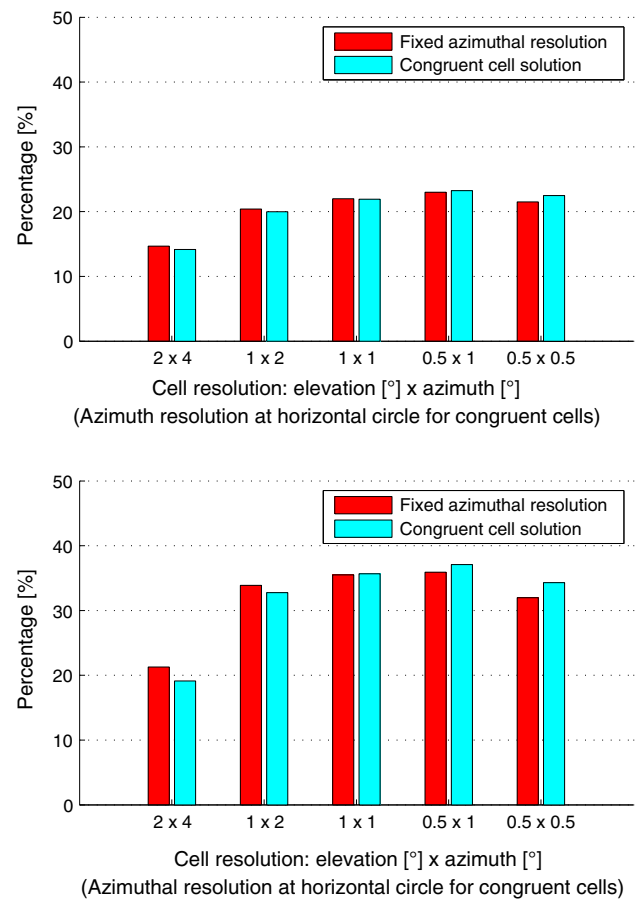 50
40
30
20
10
0
Percentage [%]
Fixed azimuthal resolution
Congruent cell solution
2 x 4 1 x 2 1 x 1 0.5 x 1 0.5 x 0.5
Cell resolution: elevation [°] x azimuth [°]
(Azimuth resolution at horizontal circle for congruent cells)
50
40
30
20
10
0
Percentage [%]
Fixed azimuthal resolution
Congruent cell solution
2 x 4 1 x 2 1 x 1 0.5 x 1 0.5 x 0.5
Cell resolution: elevation [°] x azimuth [°]
(Azimuthal resolution at horizontal circle for congruent cells)